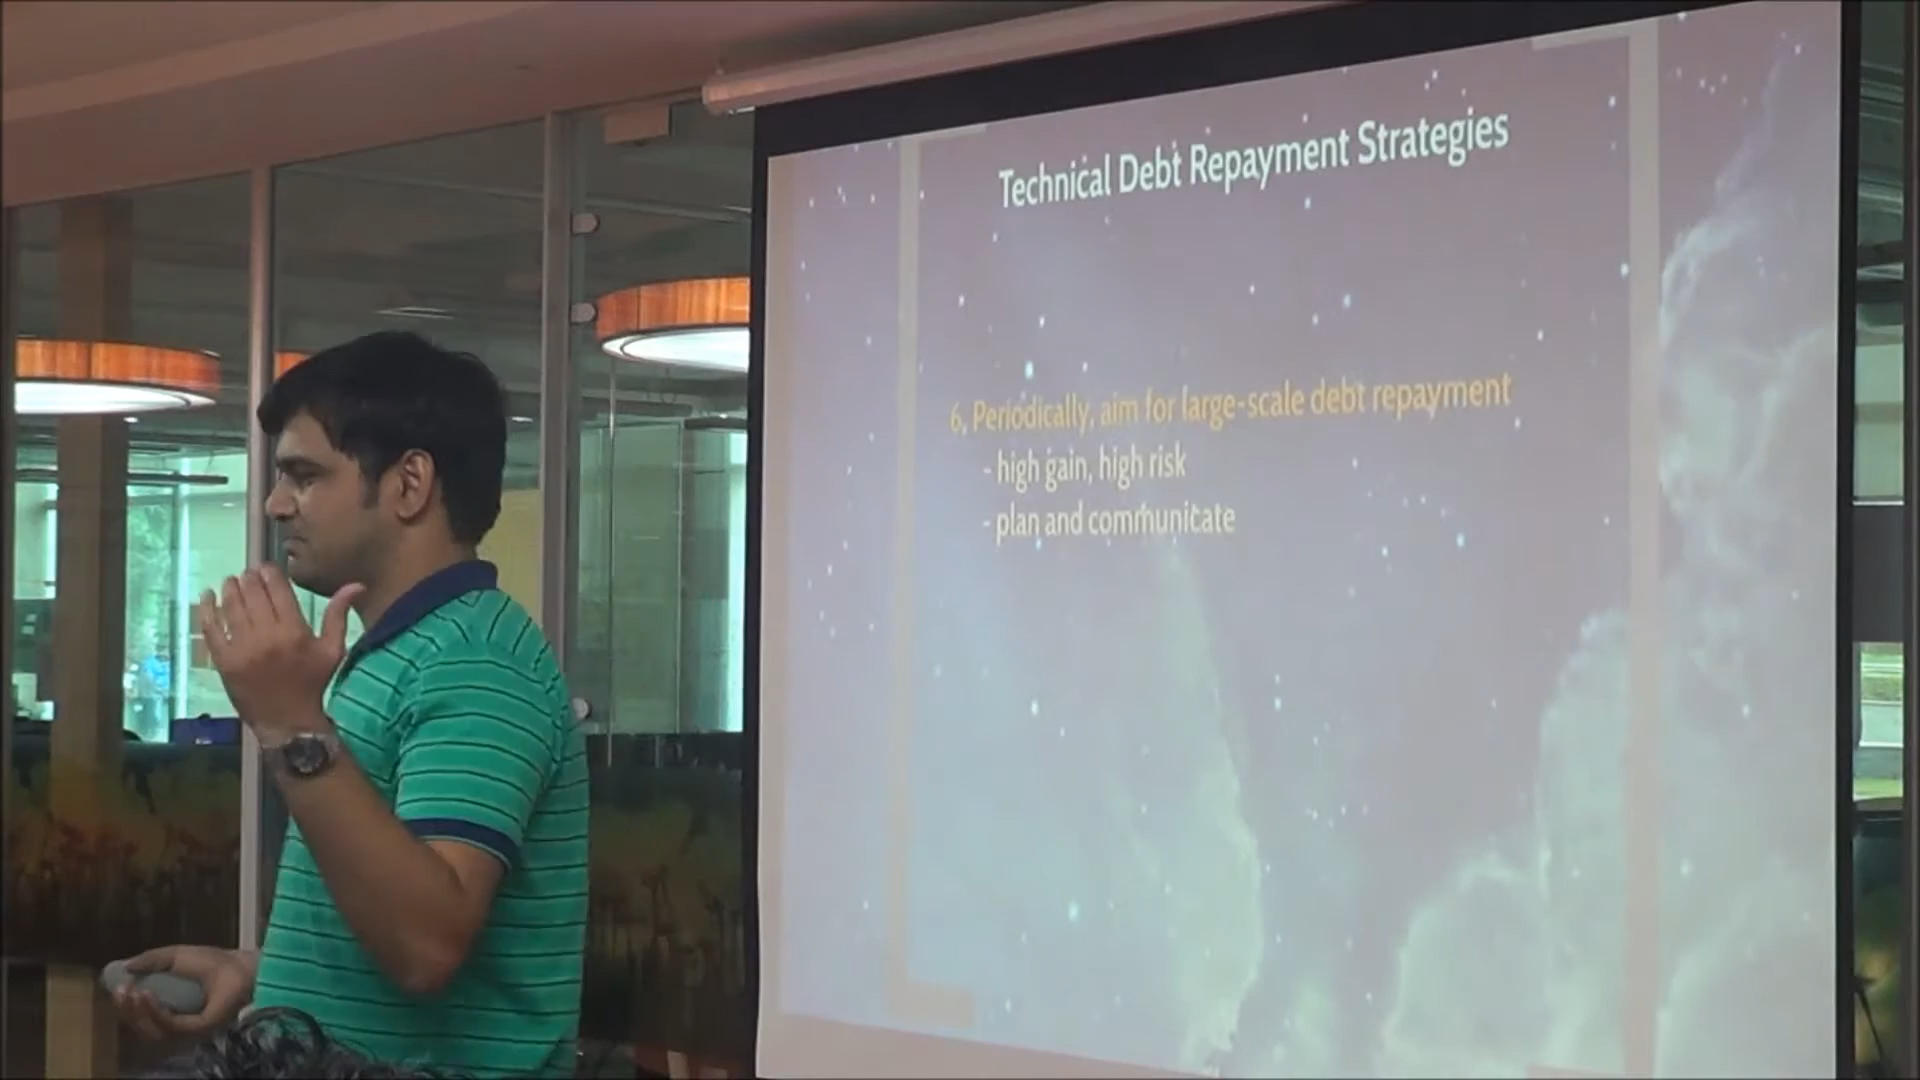 Technical Debt Repayment Strategies
6, Periodically, aim for large-scale debt repayment
- high gain, high risk
- plan and communicate